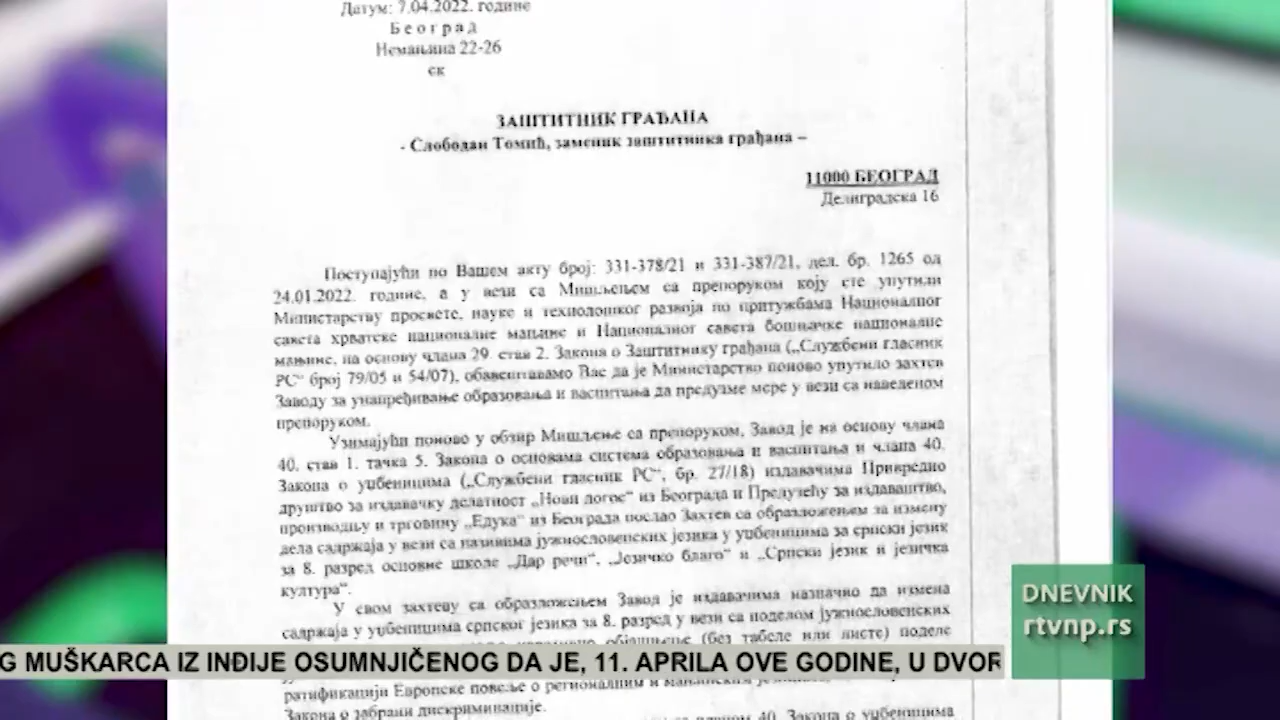 Датум: 7.04.2022. године
Београд
Немањина 22-26
ск
ЗАШТИТНИК ГРАЂАНА
- Слободан Томић, заменик заштитника грађана –
11000 БЕОГРАД
Делиградска 16
Поступајући по Вашем акту број: 331-378/21 и 331-387/21, дел. бр. 1265 од
24.01.2022. године, а у вези са Мишљењем са препоруком коју сте упутили
Министарству просвете, науке и технолошког развоја по притужбама Националног
савета хрватске националне мањине и Националног савета бошњачке националне
мањине, на основу члана 29. став 2. Закона о Заштитнику грађана („Службени гласник
РС“ број 79/05 и 54/07), обавештавамо Вас да је Министарство поново упутило захтев
Заводу за унапређивање образовања и васпитања да предузме мере у вези са наведеном
препоруком.
Узимајући поново у обзир Мишљење са препоруком, Завод је на основу члана
40. став 1. тачка 5. Закона о основама система образовања и васпитања и члана 40.
Закона о уџбеницима („Службени гласник РС“, бр. 27/18) издавачима Привредно
друштво за издавачку делатност „Нови логос“ из Београда и Предузећу за издаваштво,
производњу и трговину „Едука“ из Београда послао Захтев са образложењем за измену
дела садржаја у вези са називима јужнословенских језика у уџбеницима за српски језик
за 8. разред основне школе „Дар речи“, „Језичко благо“ и „Српски језик и језичка
култура“.
У свом захтеву са образложењем Завод је издавачима назначио да измена
садржаја у уџбеницима српског језика за 8. разред у вези са поделом јужнословенских
објашњење (без табеле или листе) поделе
ратификацији Европске повеље о регионалним и мањинским
Закона о забрани дискриминације.
40. Закона о уџбеницима
DNEVNIK
rtvnp.rs
G MUŠKARCA IZ INĐIJE OSUMNJIČENOG DA JE, 11. APRILA OVE GODINE, U DVOR